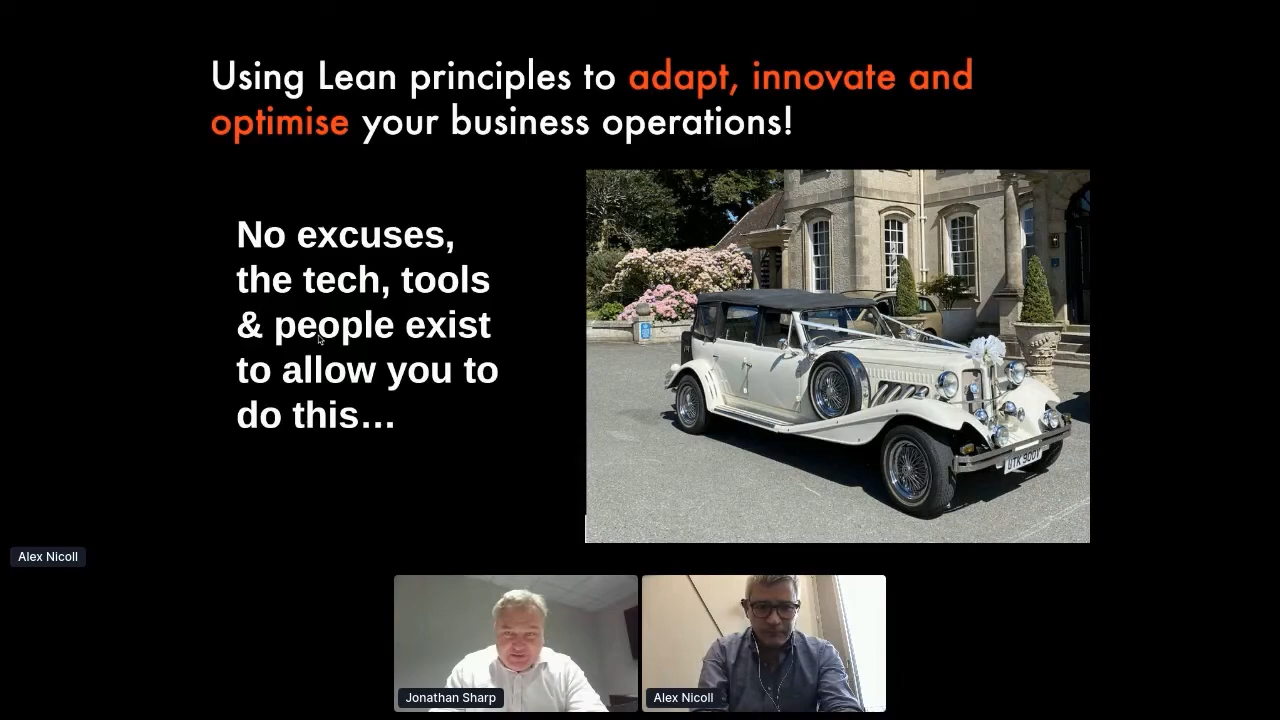 Using Lean principles to adapt, innovate and
optimise your business operations!
No excuses,
the tech, tools
& people exist
to allow you to
do this…
Alex Nicoll
Jonathan Sharp
Alex Nicoll